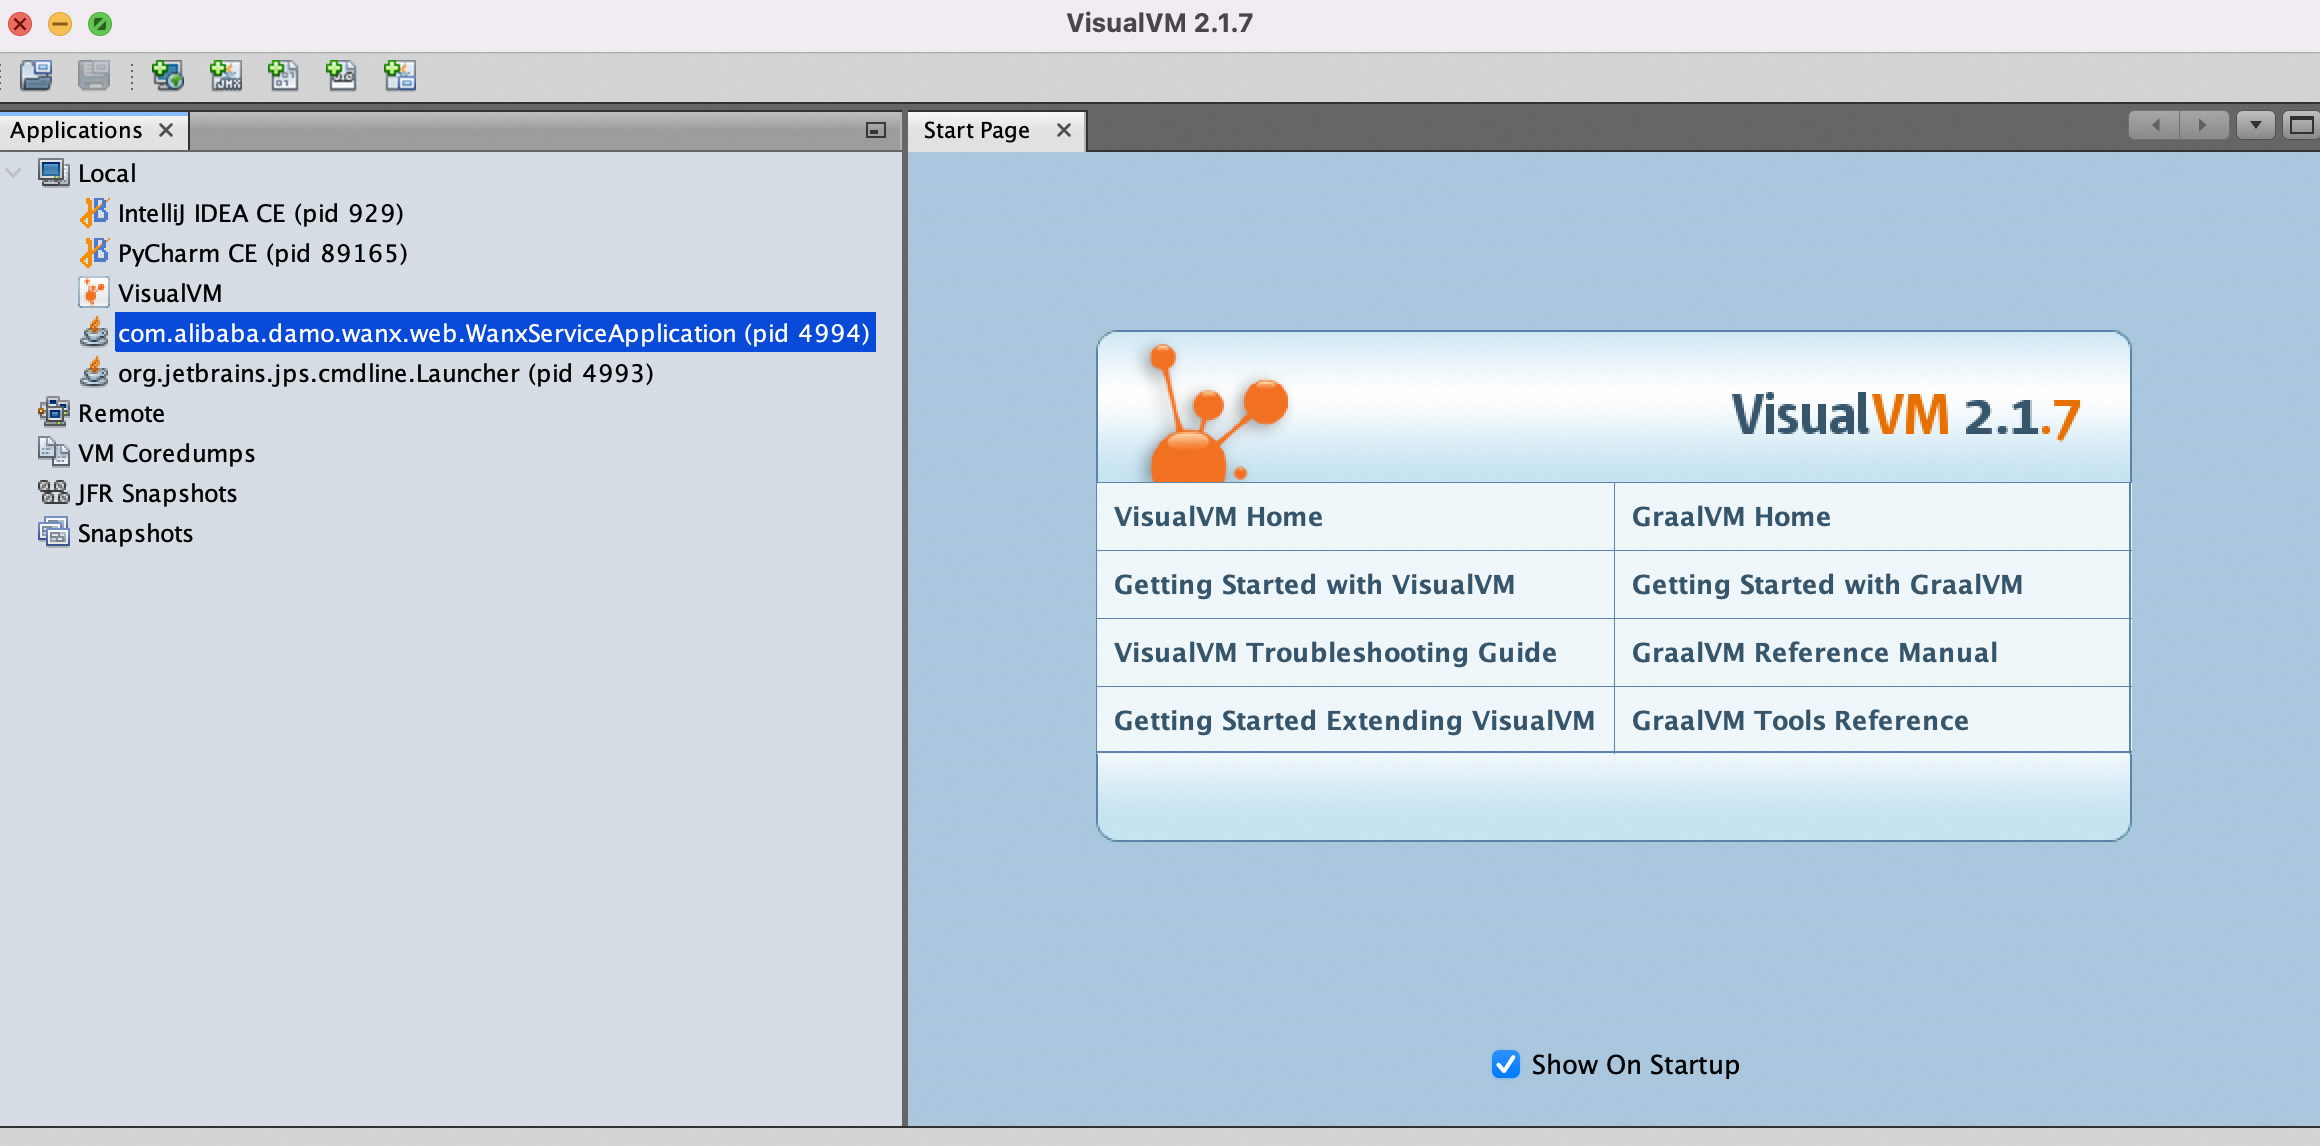 VisualVM 2.1.7
JMX
Applications
Start Page
Local
IntelliJ IDEA CE (pid 929)
PyCharm CE (pid 89165)
VisualVM
com.alibaba.damo.wanx.web.WanxServiceApplication (pid 4994)
org.jetbrains.jps.cmdline.Launcher (pid 4993)
Remote
VM Coredumps
JFR Snapshots
Snapshots
VisualVM 2.1.7
VisualVM Home
GraalVM Home
Getting Started with VisualVM
Getting Started with GraalVM
VisualVM Troubleshooting Guide
GraalVM Reference Manual
Getting Started Extending VisualVM
GraalVM Tools Reference
Show On Startup